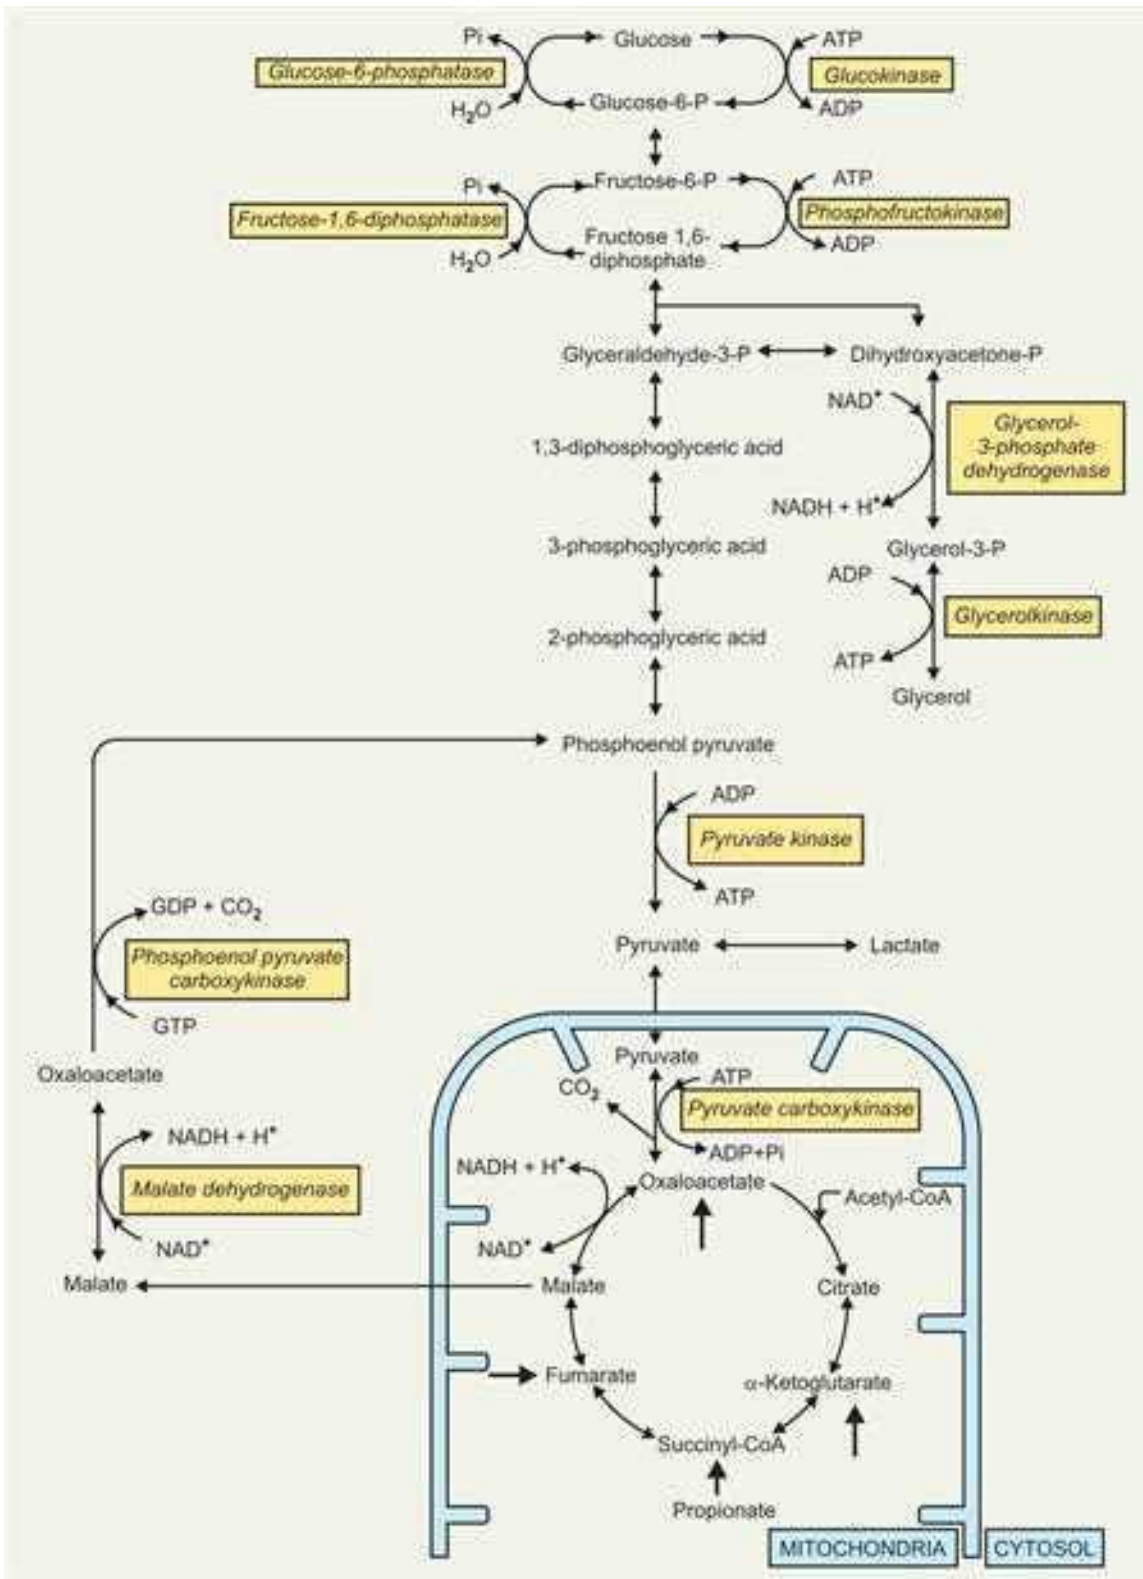 Pi
Glucose
ATP
Glucose-6-phosphatase
Glucokinase
H₂O
Glucose-6-P
ADP
Pi
Fructose-6-P
ATP
Fructose-1,6-diphosphatase
Phosphofructokinase
H₂O
Fructose 1,6-
diphosphate
ADP
Glyceraldehyde-3-P
Dihydroxyacetone-P
NAD⁺
Glycerol-
3-phosphate
dehydrogenase
1,3-diphosphoglyceric acid
NADH + H⁺
3-phosphoglyceric acid
Glycerol-3-P
ADP
Glycerolkinase
2-phosphoglyceric acid
ATP
Glycerol
Phosphoenol pyruvate
ADP
Pyruvate kinase
ATP
GDP + CO₂
Phosphoenol pyruvate
carboxykinase
GTP
Pyruvate
Lactate
Oxaloacetate
Pyruvate
CO₂
ATP
Pyruvate carboxykinase
ADP+Pi
NADH + H⁺
Malate dehydrogenase
NAD⁺
Malate
NADH + H⁺
Oxaloacetate
Acetyl-CoA
NAD⁺
Malate
Citrate
Fumarate
α-Ketoglutarate
Succinyl-CoA
Propionate
MITOCHONDRIA
CYTOSOL